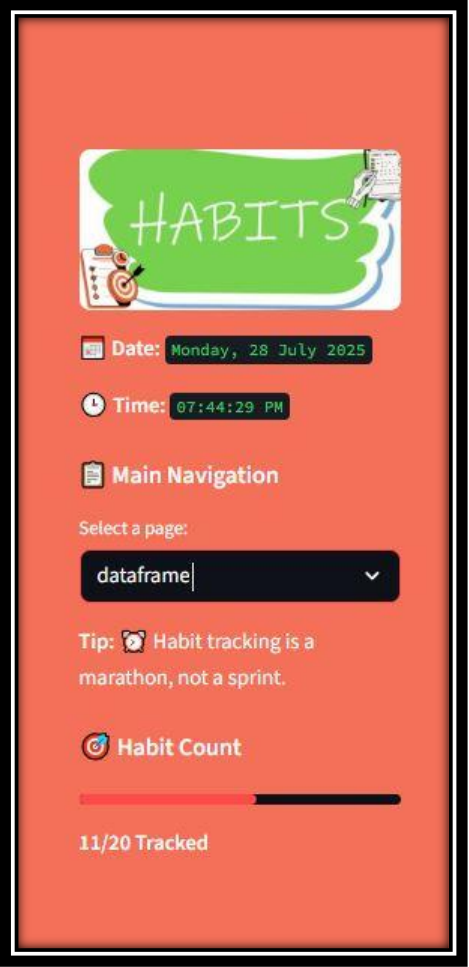 HABITS
Date: Monday, 28 July 2025
Time: 07:44:29 PM
Main Navigation
Select a page:
dataframe
Tip: Habit tracking is a
marathon, not a sprint.
Habit Count
11/20 Tracked